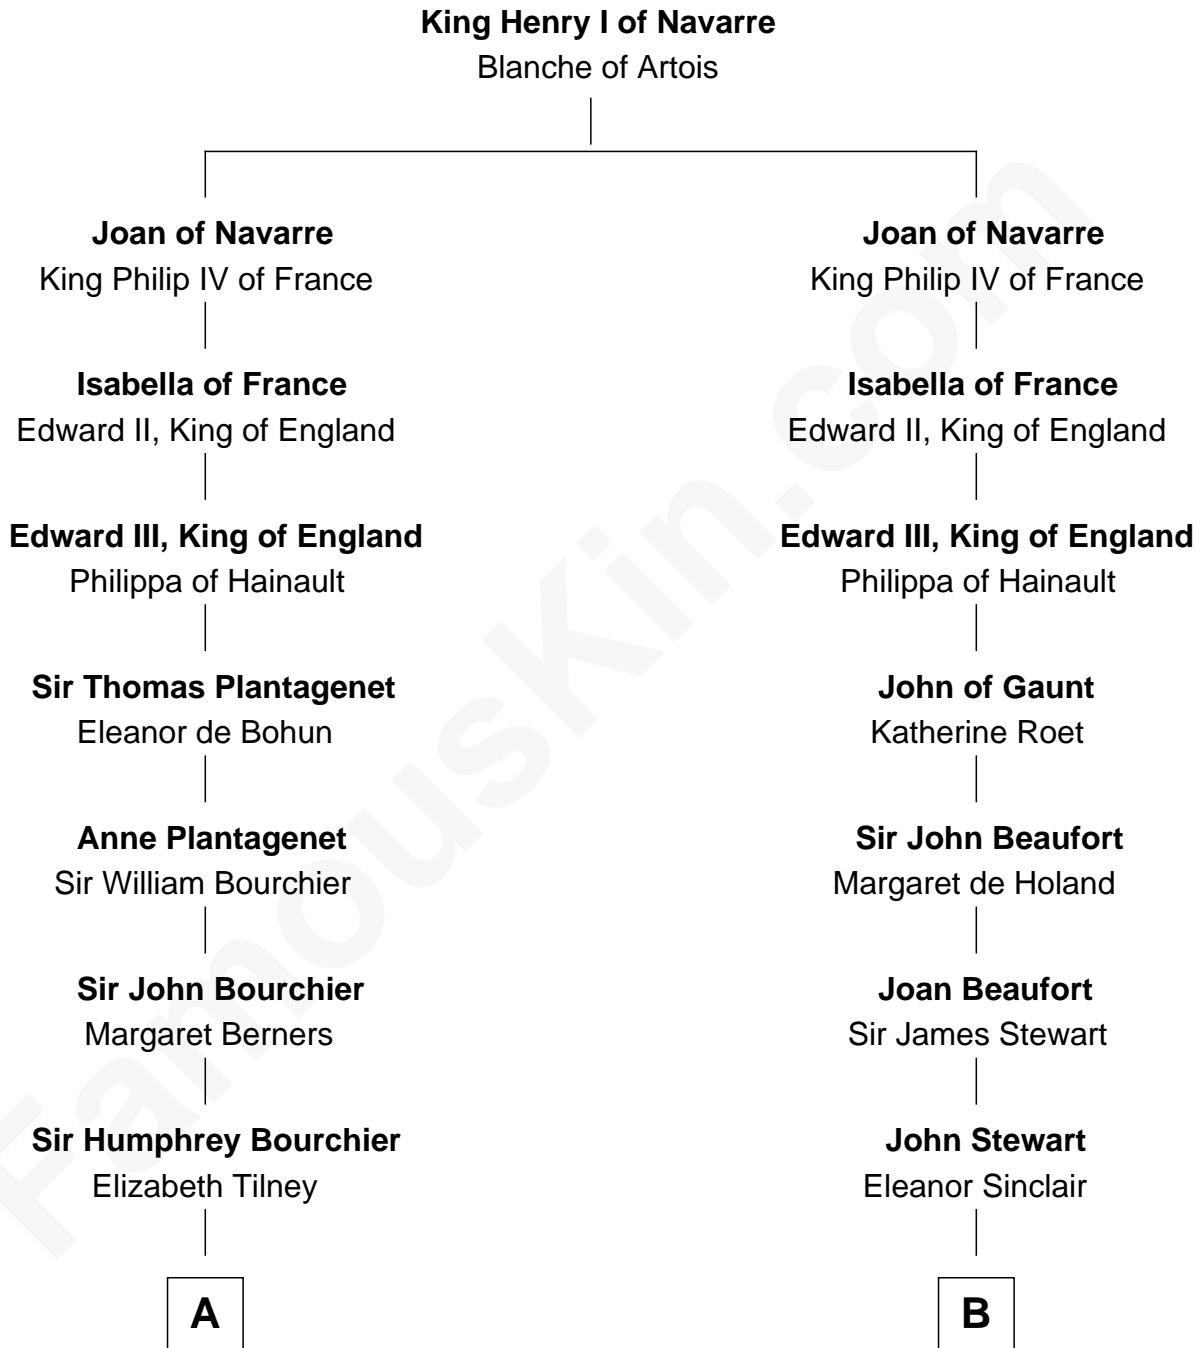 King Henry I of Navarre
Blanche of Artois
Joan of Navarre
King Philip IV of France
Isabella of France
Edward II, King of England
Edward III, King of England
Philippa of Hainault
Sir Thomas Plantagenet
Eleanor de Bohun
Anne Plantagenet
Sir William Bourchier
Sir John Bourchier
Margaret Berners
Sir Humphrey Bourchier
Elizabeth Tilney
A
Joan of Navarre
King Philip IV of France
Isabella of France
Edward II, King of England
Edward III, King of England
Philippa of Hainault
John of Gaunt
Katherine Roet
Sir John Beaufort
Margaret de Holand
Joan Beaufort
Sir James Stewart
John Stewart
Eleanor Sinclair
B
FamousKin.com